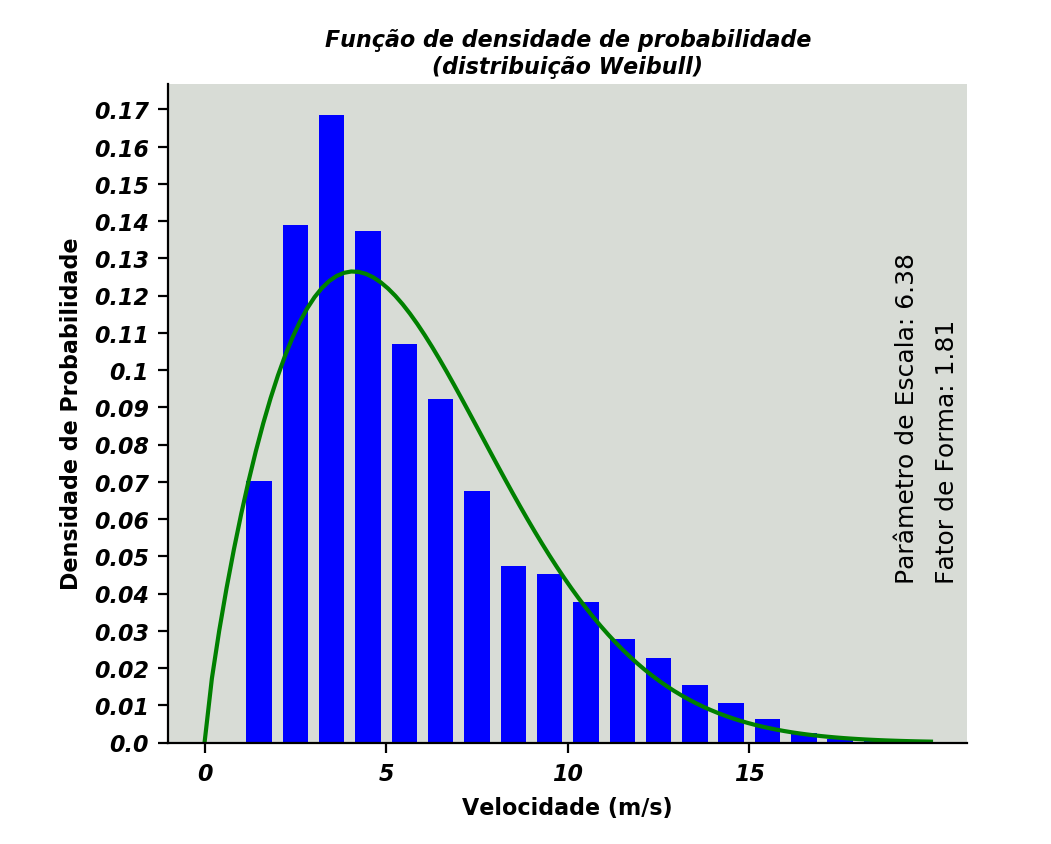 Função de densidade de probabilidade
(distribuição Weibull)
0.17
0.16
0.15
0.14
0.13
0.12
0.11
0.1
0.09
0.08
0.07
0.06
0.05
0.04
0.03
0.02
0.01
0.0
Densidade de Probabilidade
Parâmetro de Escala: 6.38
Fator de Forma: 1.81
0 5 10 15
Velocidade (m/s)